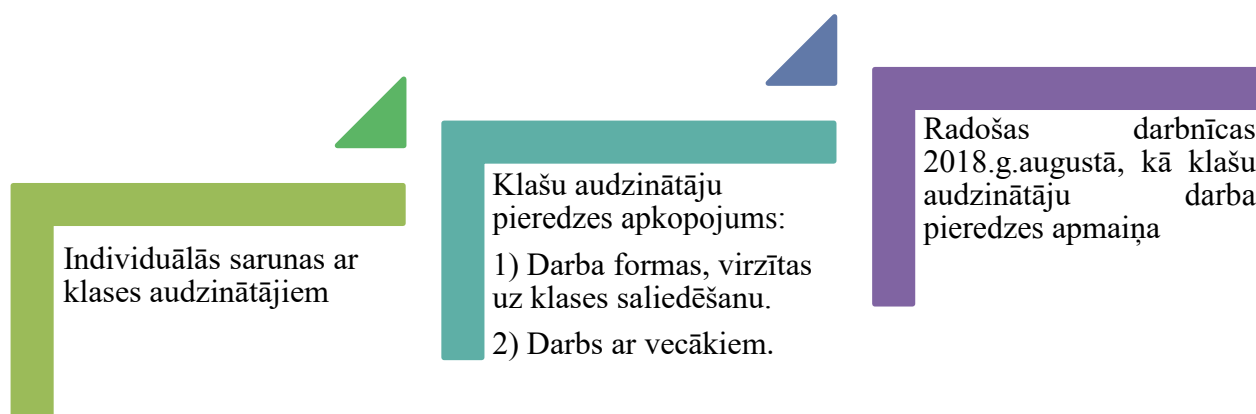 Individuālās sarunas ar
klases audzinātājiem
Klašu audzinātāju
pieredzes apkopojums:
1) Darba formas, virzītas
uz klases saliedēšanu.
2) Darbs ar vecākiem.
Radošas darbnīcas
2018.g.augustā, kā klašu
audzinātāju darba
pieredzes apmaiņa